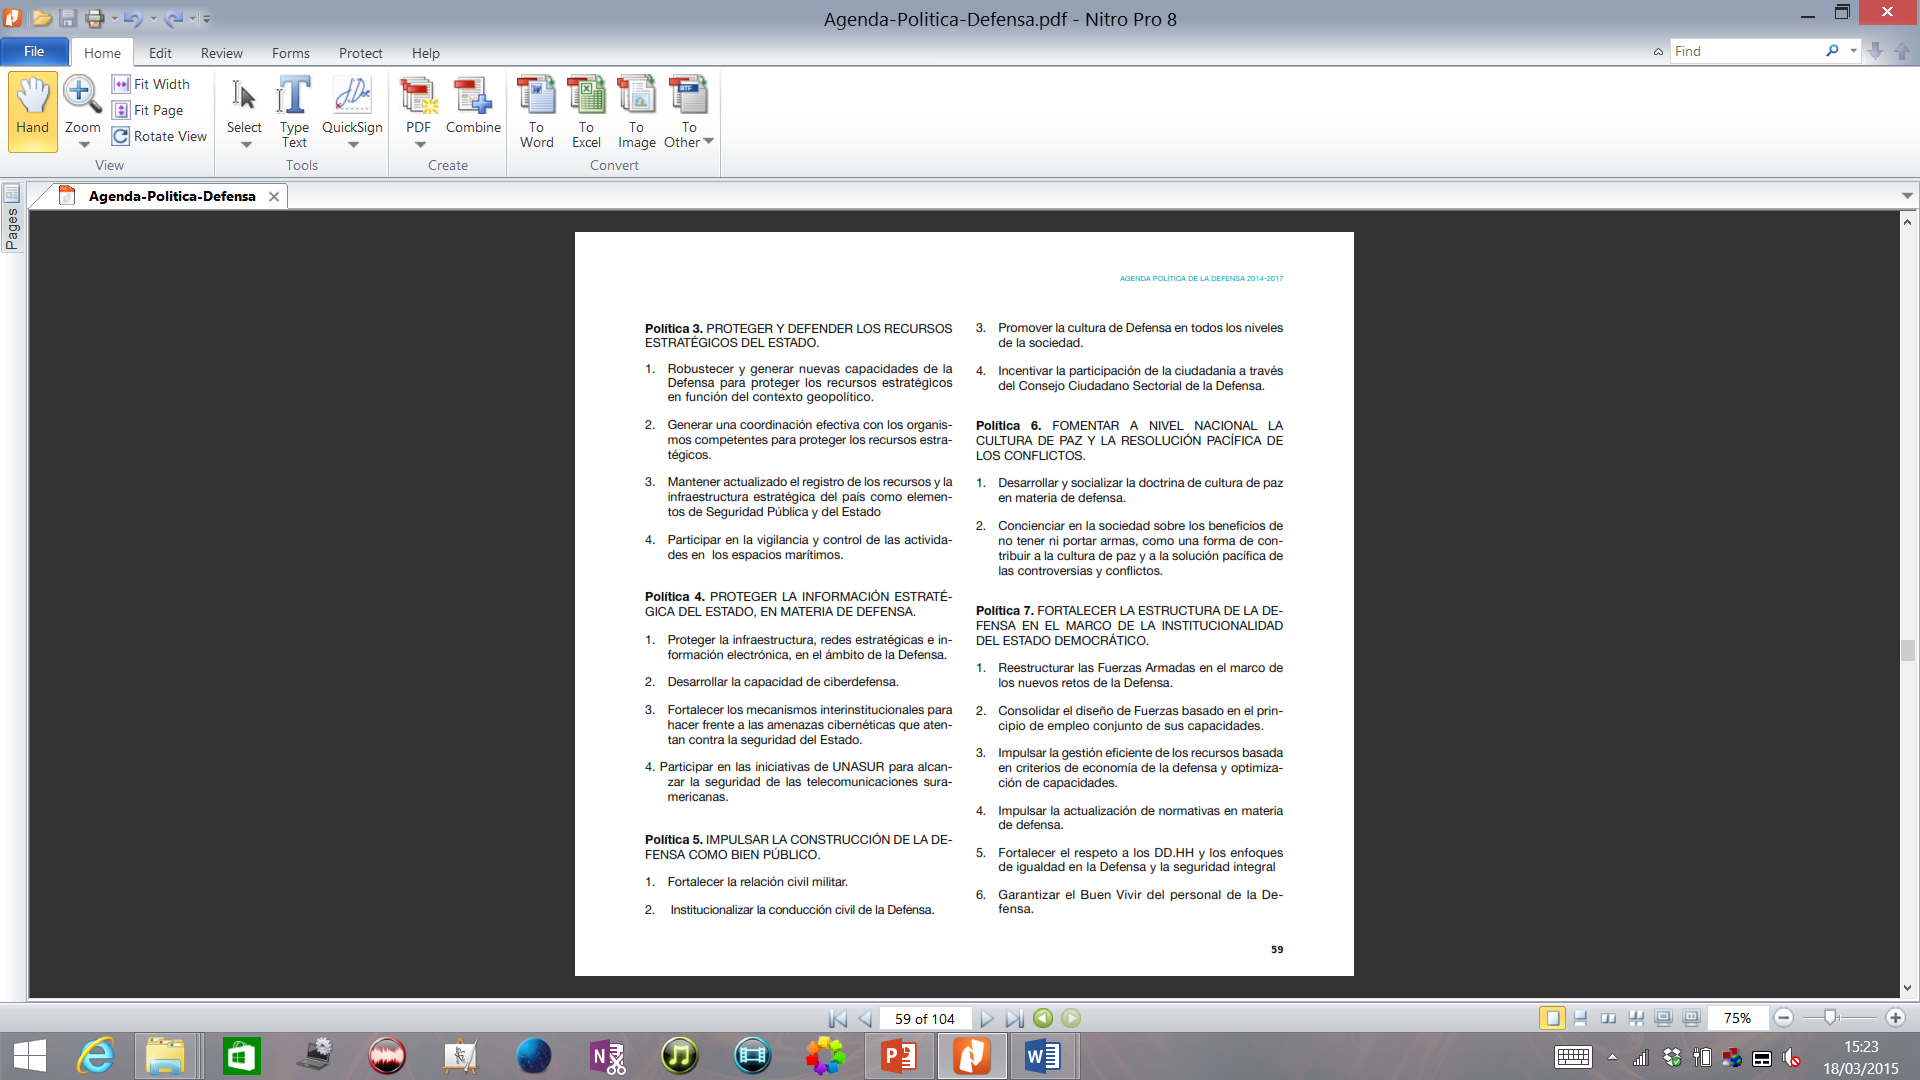 Agenda-Politica-Defensa.pdf - Nitro Pro 8
File Home Edit Review Forms Protect Help
Find
Hand
Zoom
Fit Width
Fit Page
Rotate View
View
Select
Type Text
QuickSign
Tools
PDF
Combine
Create
To Word
To Excel
To Image
To Other
Convert
Pages
Agenda-Politica-Defensa
AGENDA POLÍTICA DE LA DEFENSA 2014-2017
Política 3. PROTEGER Y DEFENDER LOS RECURSOS
ESTRATÉGICOS DEL ESTADO.
1. Robustecer y generar nuevas capacidades de la
Defensa para proteger los recursos estratégicos
en función del contexto geopolítico.
2. Generar una coordinación efectiva con los organis-
mos competentes para proteger los recursos estra-
tégicos.
3. Mantener actualizado el registro de los recursos y la
infraestructura estratégica del país como elemen-
tos de Seguridad Pública y del Estado
4. Participar en la vigilancia y control de las activida-
des en los espacios marítimos.
Política 4. PROTEGER LA INFORMACIÓN ESTRATÉ-
GICA DEL ESTADO, EN MATERIA DE DEFENSA.
1. Proteger la infraestructura, redes estratégicas e in-
formación electrónica, en el ámbito de la Defensa.
2. Desarrollar la capacidad de ciberdefensa.
3. Fortalecer los mecanismos interinstitucionales para
hacer frente a las amenazas cibernéticas que aten-
tan contra la seguridad del Estado.
4. Participar en las iniciativas de UNASUR para alcan-
zar la seguridad de las telecomunicaciones sura-
mericanas.
Política 5. IMPULSAR LA CONSTRUCCIÓN DE LA DE-
FENSA COMO BIEN PÚBLICO.
1. Fortalecer la relación civil militar.
2. Institucionalizar la conducción civil de la Defensa.
3. Promover la cultura de Defensa en todos los niveles
de la sociedad.
4. Incentivar la participación de la ciudadanía a través
del Consejo Ciudadano Sectorial de la Defensa.
Política 6. FOMENTAR A NIVEL NACIONAL LA
CULTURA DE PAZ Y LA RESOLUCIÓN PACÍFICA DE
LOS CONFLICTOS.
1. Desarrollar y socializar la doctrina de cultura de paz
en materia de defensa.
2. Concienciar en la sociedad sobre los beneficios de
no tener ni portar armas, como una forma de con-
tribuir a la cultura de paz y a la solución pacífica de
las controversias y conflictos.
Política 7. FORTALECER LA ESTRUCTURA DE LA DE-
FENSA EN EL MARCO DE LA INSTITUCIONALIDAD
DEL ESTADO DEMOCRÁTICO.
1. Reestructurar las Fuerzas Armadas en el marco de
los nuevos retos de la Defensa.
2. Consolidar el diseño de Fuerzas basado en el prin-
cipio de empleo conjunto de sus capacidades.
3. Impulsar la gestión eficiente de los recursos basada
en criterios de economía de la defensa y optimiza-
ción de capacidades.
4. Impulsar la actualización de normativas en materia
de defensa.
5. Fortalecer el respeto a los DD.HH y los enfoques
de igualdad en la Defensa y la seguridad integral
6. Garantizar el Buen Vivir del personal de la De-
fensa.
59
59 of 104
75%
15:23
18/03/2015